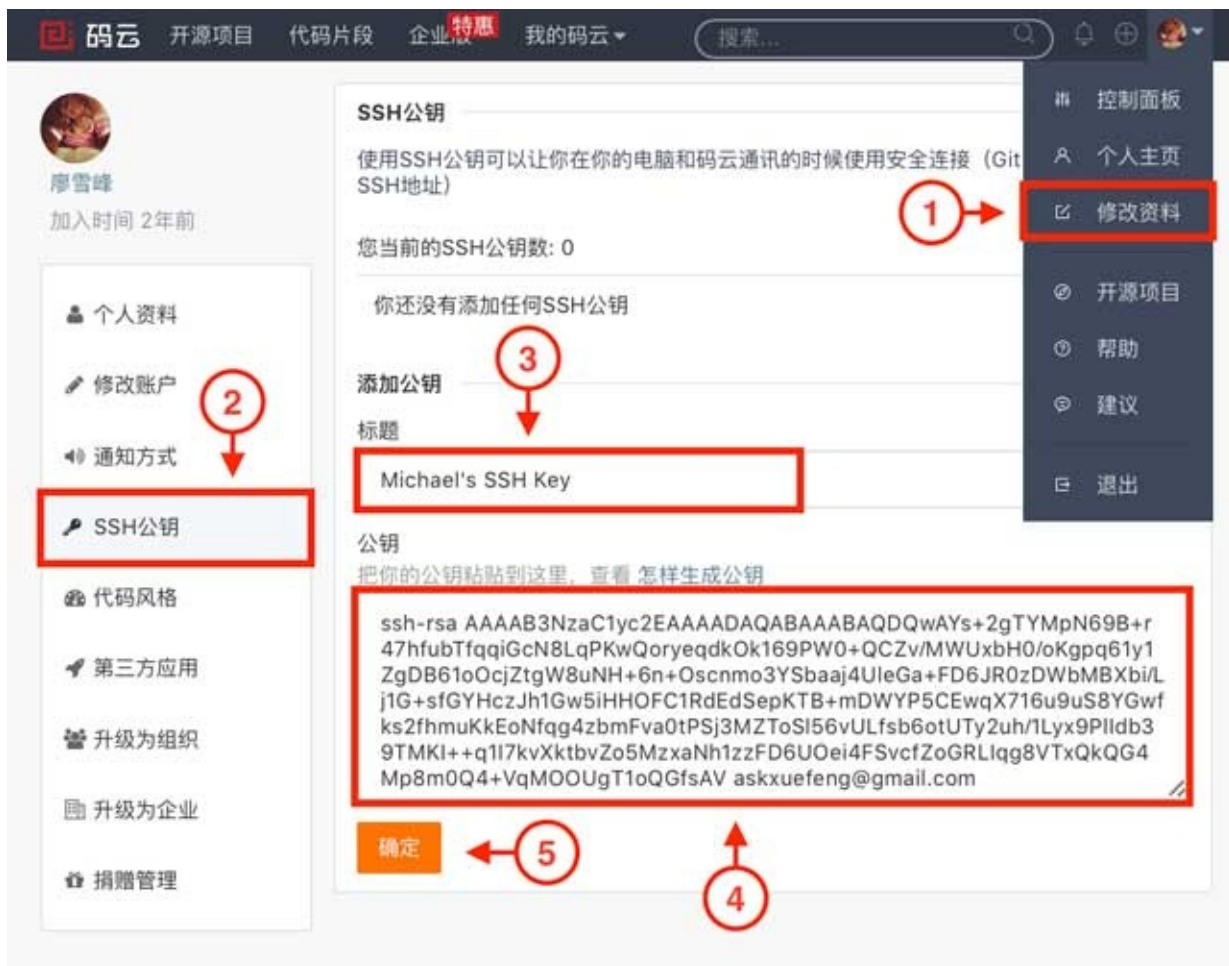 码云 开源项目 代码片段 企业版 特惠 我的码云 搜索...
廖雪峰
加入时间 2年前
个人资料
修改账户
通知方式
SSH公钥
代码风格
第三方应用
升级为组织
升级为企业
捐赠管理
2
SSH公钥
使用SSH公钥可以让你在你的电脑和码云通讯的时候使用安全连接（Git
SSH地址）
您当前的SSH公钥数: 0
你还没有添加任何SSH公钥
3
添加公钥
标题
Michael's SSH Key
公钥
把你的公钥粘贴到这里，查看 怎样生成公钥
ssh-rsa AAAAB3NzaC1yc2EAAAADAQABAAABAQDQwAYs+2gTYMpN69B+r
47hfubTfqqiGcN8LqPKwQoryeqdkOk169PW0+QCZv/MWUxbH0/oKgpq61y1
ZgDB61oOcjZtgW8uNH+6n+Oscnmo3YSbaaj4UIeGa+FD6JR0zDWbMBXbi/L
j1G+sfGYHczJh1Gw5iHHOFC1RdEdSepKTB+mDWYP5CEwqX716u9uS8YGwf
ks2fhmuKkEoNfqg4zbmFva0tPSj3MZToSl56vULfsb6otUTy2uh/1Lyx9PlIdb3
9TMKI++q1I7kvXktbvZo5MzxaNh1zzFD6UOei4FSvcfZoGRLIqg8VTxQkQG4
Mp8m0Q4+VqMOOUgT1oQGfsAV askxuefeng@gmail.com
确定
5
4
1
控制面板
个人主页
修改资料
开源项目
帮助
建议
退出